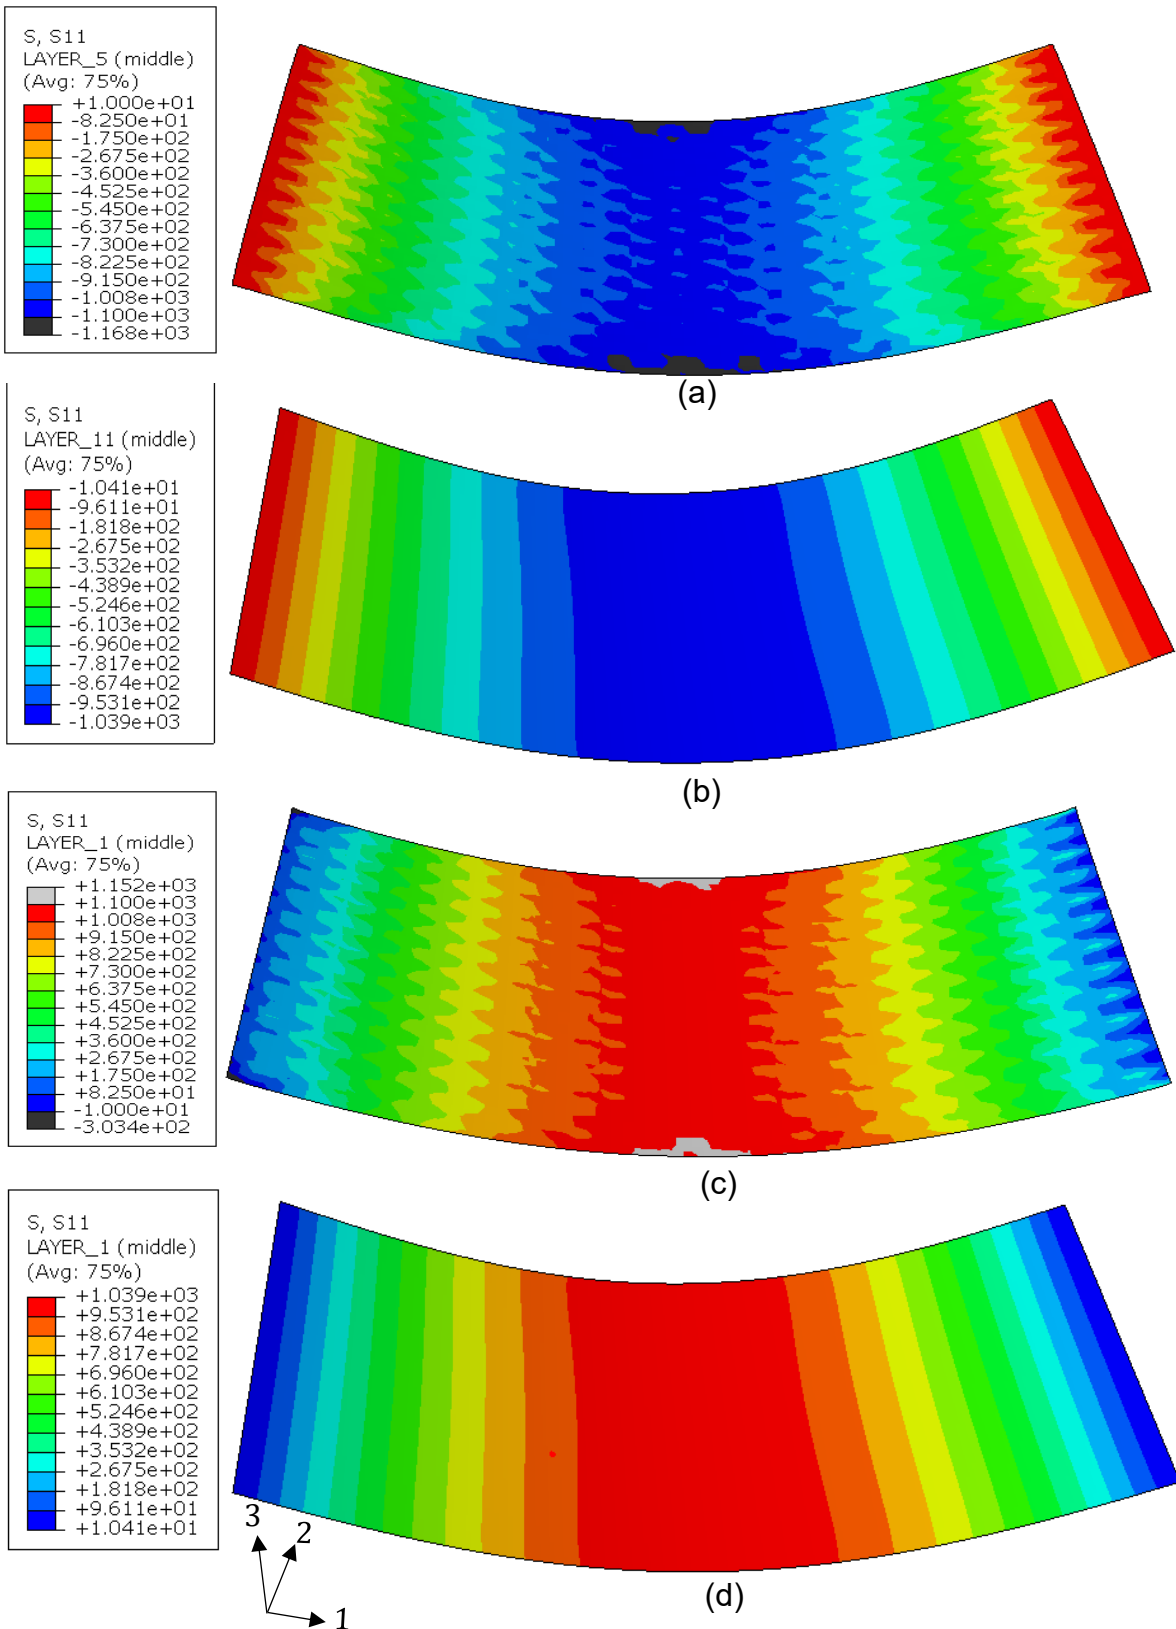 S, S11
LAYER_5 (middle)
(Avg: 75%)
+1.000e+01
-8.250e+01
-1.750e+02
-2.675e+02
-3.600e+02
-4.525e+02
-5.450e+02
-6.375e+02
-7.300e+02
-8.225e+02
-9.150e+02
-1.008e+03
-1.100e+03
-1.168e+03
(a)
S, S11
LAYER_11 (middle)
(Avg: 75%)
-1.041e+01
-9.611e+01
-1.818e+02
-2.675e+02
-3.532e+02
-4.389e+02
-5.246e+02
-6.103e+02
-6.960e+02
-7.817e+02
-8.674e+02
-9.531e+02
-1.039e+03
(b)
S, S11
LAYER_1 (middle)
(Avg: 75%)
+1.152e+03
+1.100e+03
+1.008e+03
+9.150e+02
+8.225e+02
+7.300e+02
+6.375e+02
+5.450e+02
+4.525e+02
+3.600e+02
+2.675e+02
+1.750e+02
+8.250e+01
-1.000e+01
-3.034e+02
(c)
S, S11
LAYER_1 (middle)
(Avg: 75%)
+1.039e+03
+9.531e+02
+8.674e+02
+7.817e+02
+6.960e+02
+6.103e+02
+5.246e+02
+4.389e+02
+3.532e+02
+2.675e+02
+1.818e+02
+9.611e+01
+1.041e+01
3
2
1
(d)